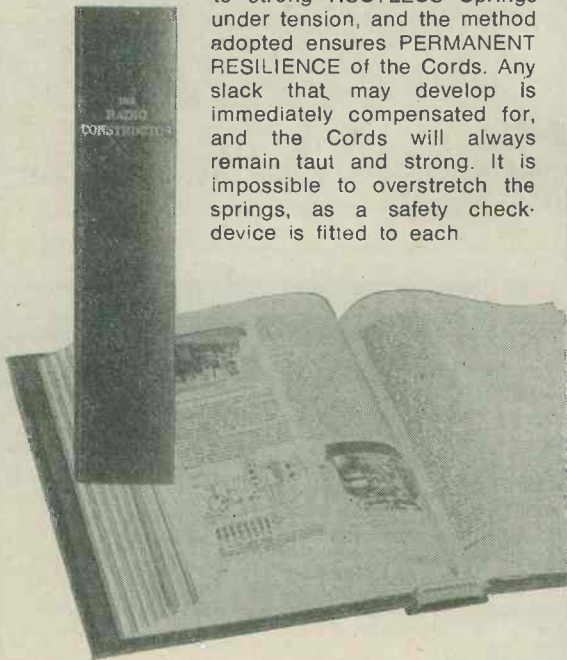 to strong RUSTLESS Springs
under tension, and the method
adopted ensures PERMANENT
RESILIENCE of the Cords. Any
slack that may develop is
immediately compensated for,
and the Cords will always
remain taut and strong. It is
impossible to overstretch the
springs, as a safety check-
device is fitted to each.
THE
RADIO
CONSTRUCTOR